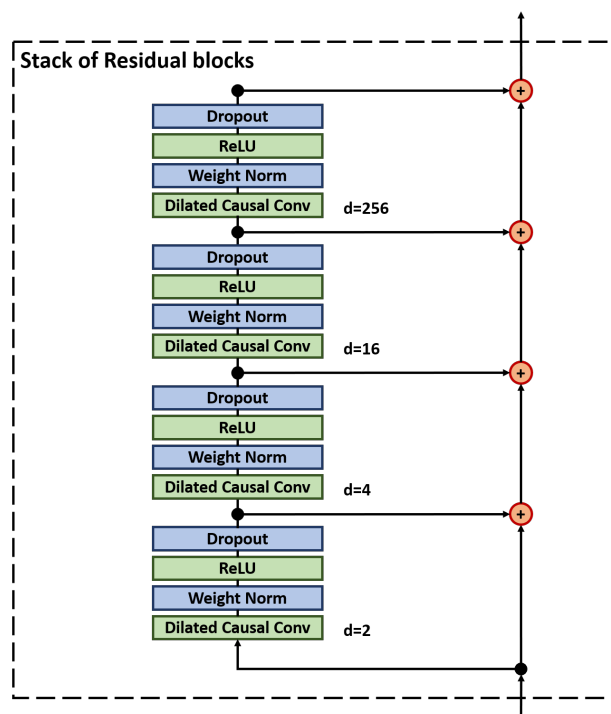 Stack of Residual blocks
+
Dropout
ReLU
Weight Norm
Dilated Causal Conv d=256
+
Dropout
ReLU
Weight Norm
Dilated Causal Conv d=16
+
Dropout
ReLU
Weight Norm
Dilated Causal Conv d=4
+
Dropout
ReLU
Weight Norm
Dilated Causal Conv d=2